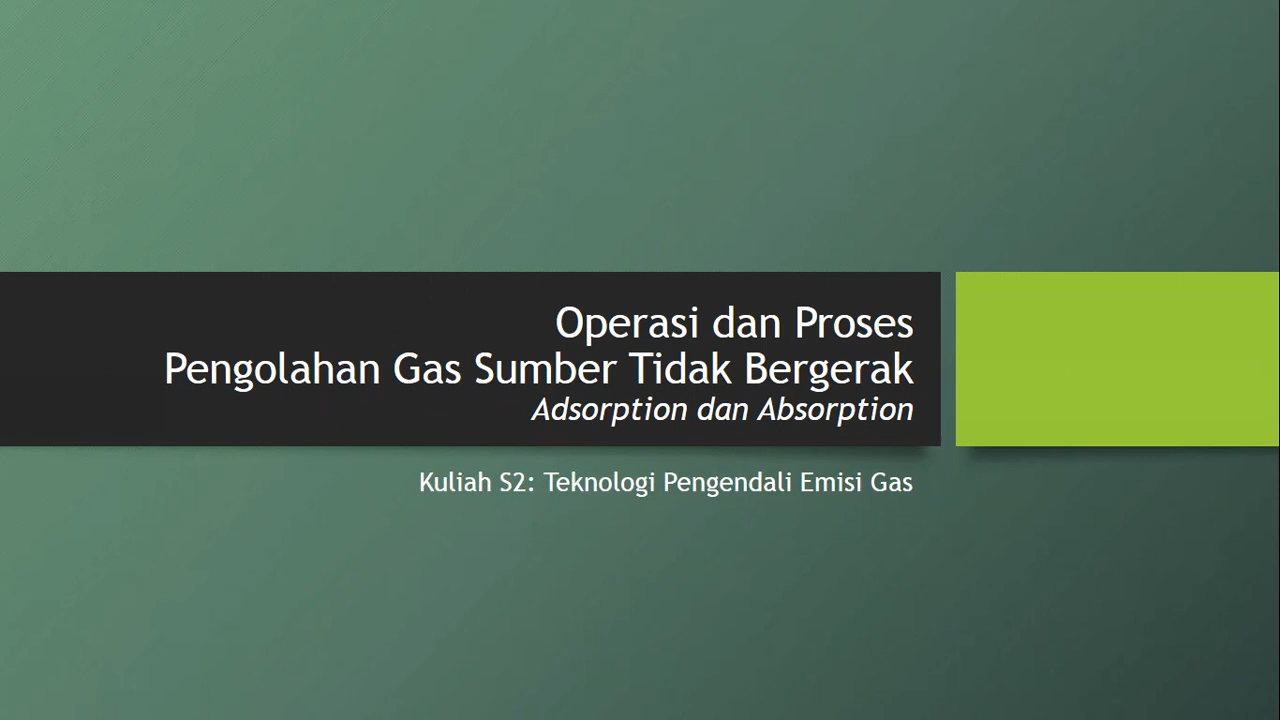 Operasi dan Proses
Pengolahan Gas Sumber Tidak Bergerak
Adsorption dan Absorption
Kuliah S2: Teknologi Pengendali Emisi Gas